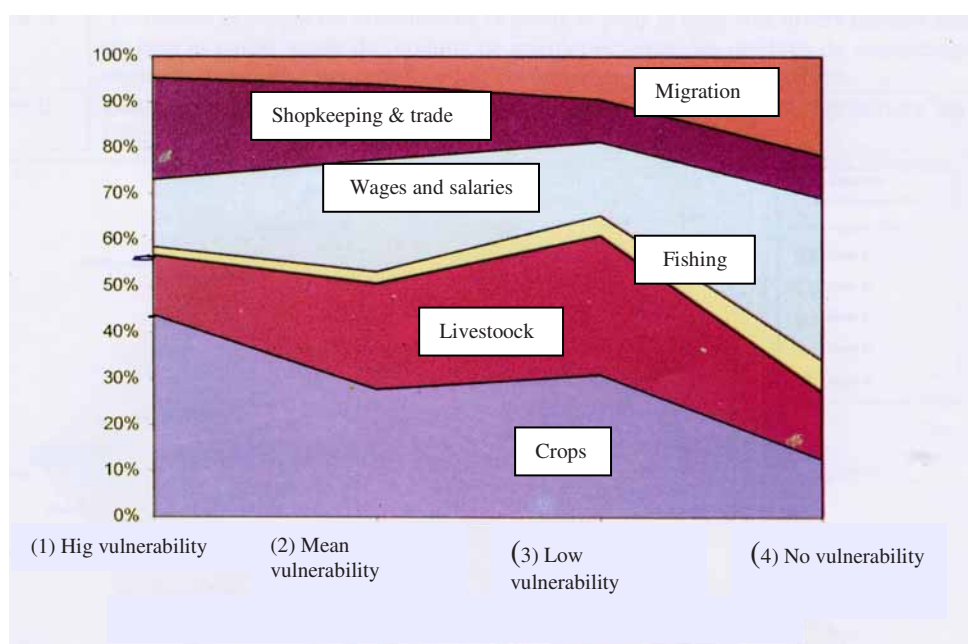 100%
90%
80%
70%
60%
50%
40%
30%
20%
10%
0%
Migration
Shopkeeping & trade
Wages and salaries
Fishing
Livestoock
Crops
(1) Hig vulnerability
(2) Mean
vulnerability
(3) Low
vulnerability
(4) No vulnerability